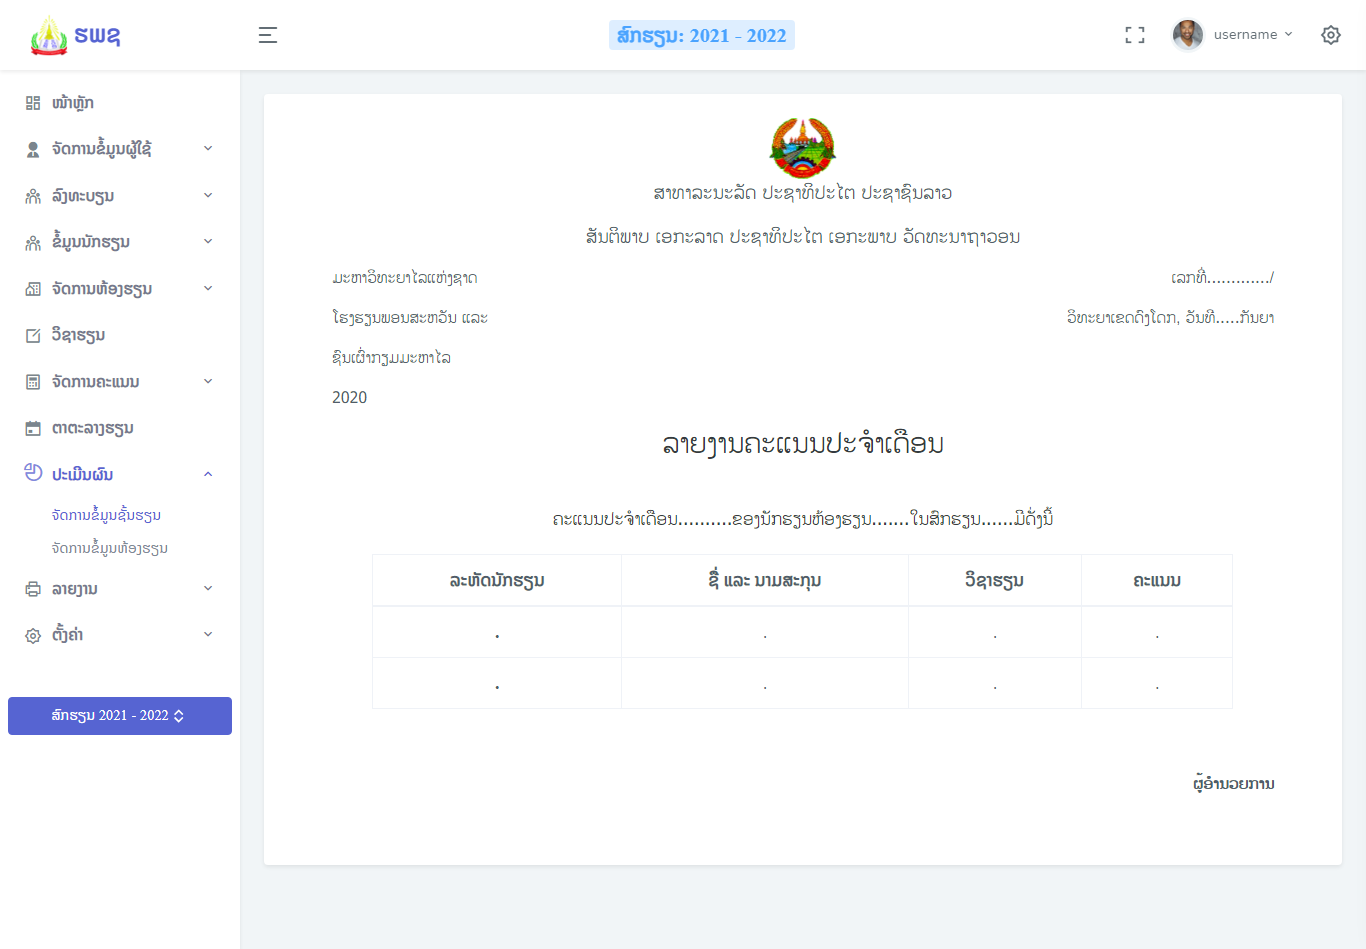 ຮພຊ
ສົກຮຽນ: 2021 - 2022
username
ໜ້າຫຼັກ
ຈັດການຂໍ້ມູນຜູ້ໃຊ້
ລົງທະບຽນ
ຂໍ້ມູນນັກຮຽນ
ຈັດການຫ້ອງຮຽນ
ວິຊາຮຽນ
ຈັດການຄະແນນ
ຕາຕະລາງຮຽນ
ປະເມີນຜົນ
ຈັດການຂໍ້ມູນຊັ້ນຮຽນ
ຈັດການຂໍ້ມູນຫ້ອງຮຽນ
ລາຍງານ
ຕັ້ງຄ່າ
ສົກຮຽນ 2021 - 2022
ສາທາລະນະລັດ ປະຊາທິປະໄຕ ປະຊາຊົນລາວ
ສັນຕິພາບ ເອກະລາດ ປະຊາທິປະໄຕ ເອກະພາບ ວັດທະນາຖາວອນ
ມະຫາວິທະຍາໄລແຫ່ງຊາດ
ເລກທີ່............./
ໂຮງຮຽນພອນສະຫວັນ ແລະ
ວິທະຍາເຂດດົງໂດກ, ວັນທີ.....ກັນຍາ
ຊົນເຜົ່າກຽມມະຫາໄລ
2020
ລາຍງານຄະແນນປະຈຳເດືອນ
ຄະແນນປະຈຳເດືອນ..........ຂອງນັກຮຽນຫ້ອງຮຽນ.......ໃນສົກຮຽນ......ມີດັ່ງນີ້
ລະຫັດນັກຮຽນ ຊື່ ແລະ ນາມສະກຸນ ວິຊາຮຽນ ຄະແນນ
. . . .
. . . .
ຜູ້ອຳນວຍການ